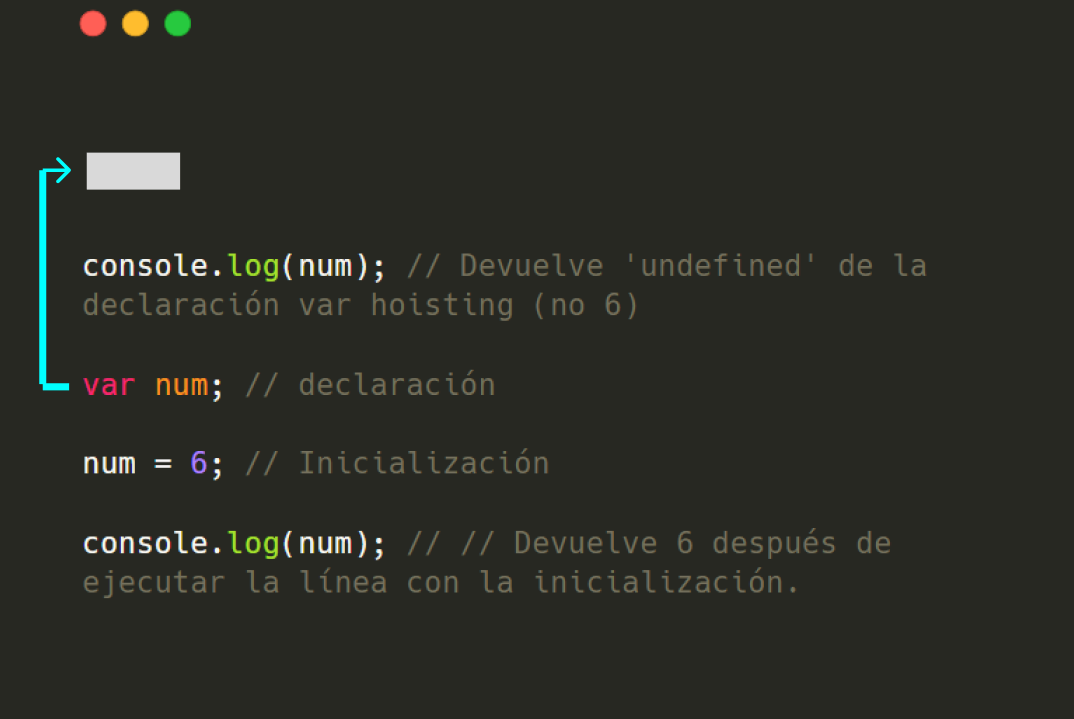 console.log(num); // Devuelve 'undefined' de la
declaración var hoisting (no 6)
var num; // declaración
num = 6; // Inicialización
console.log(num); // // Devuelve 6 después de
ejecutar la línea con la inicialización.